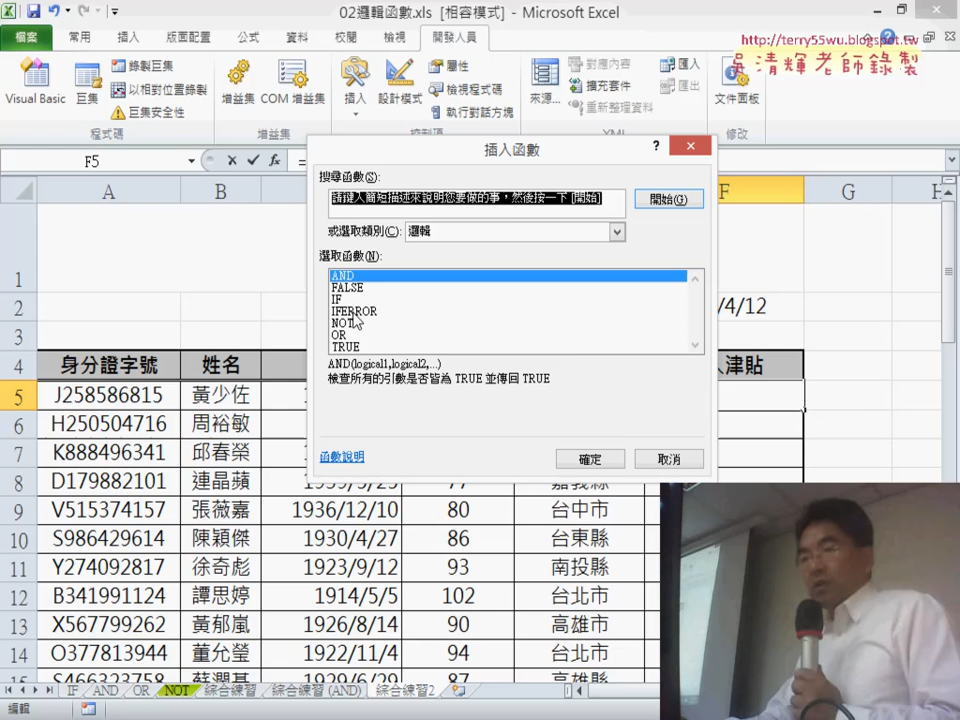 02邏輯函數.xls [相容模式] - Microsoft Excel
http://terry55wu.blogspot.tw
吳清輝老師錄製
檔案 常用 插入 版面配置 公式 資料 校閱 檢視 開發人員
Visual Basic 巨集 錄製巨集 以相對位置錄製 巨集安全性 增益集 COM 增益集 插入 設計模式 屬性 檢視程式碼 執行對話方塊 來源... 對應內容 擴充套件 重新整理資料 匯入 匯出 文件面板
程式碼 增益集 控制項 XML 修改
F5 =
插入函數
搜尋函數(S):
請鍵入簡短描述來說明您要做的事，然後按一下 [開始]
開始(G)
或選取類別(C): 邏輯
選取函數(N):
AND
FALSE
IF
IFERROR
NOT
OR
TRUE
AND(logical1,logical2,...)
檢查所有的引數是否皆為 TRUE 並傳回 TRUE
函數說明
確定 取消
A B F G H
1
2 /4/12
3
4 身分證字號 姓名 津貼
5 J258586815 黃少佐
6 H250504716 周裕敏
7 K888496341 邱春榮
8 D179882101 連晶蘋 77 嘉義縣
9 V515374157 張薇嘉 1936/12/10 80 台中市
10 S986429614 陳穎傑 1930/4/27 86 台東縣
11 Y274092817 徐奇彪 1923/9/12 93 南投縣
12 B341991124 譚思婷 1914/5/5 102 台北市
13 X567799262 黃郁嵐 1926/8/14 90 高雄市
14 O377813944 董允瑩 1922/11/4 94 台北市
IF AND OR NOT 綜合練習 綜合練習 (AND) 綜合練習2
編輯